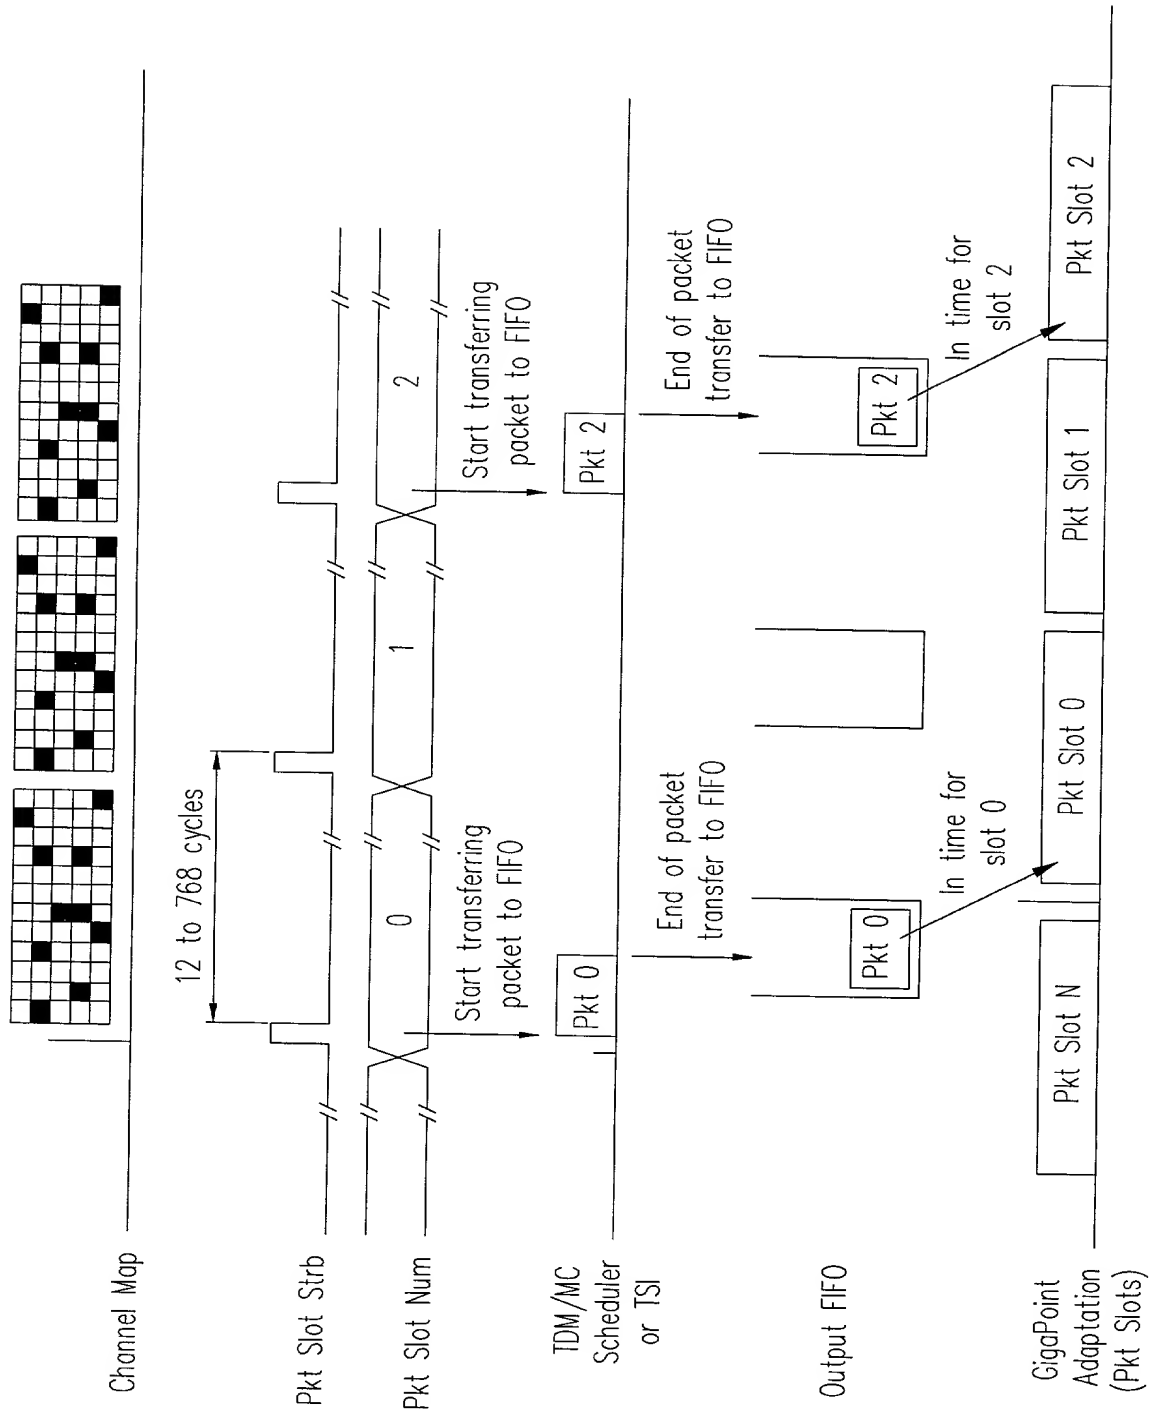 Channel Map
Pkt Slot Strb
12 to 768 cycles
Pkt Slot Num
0
1
2
Start transferring
packet to FIFO
Start transferring
packet to FIFO
TDM/MC
Scheduler
or TSI
Pkt 0
Pkt 2
End of packet
transfer to FIFO
End of packet
transfer to FIFO
Output FIFO
Pkt 0
Pkt 2
In time for
slot 0
In time for
slot 2
GigaPoint
Adaptation
(Pkt Slots)
Pkt Slot N
Pkt Slot 0
Pkt Slot 1
Pkt Slot 2